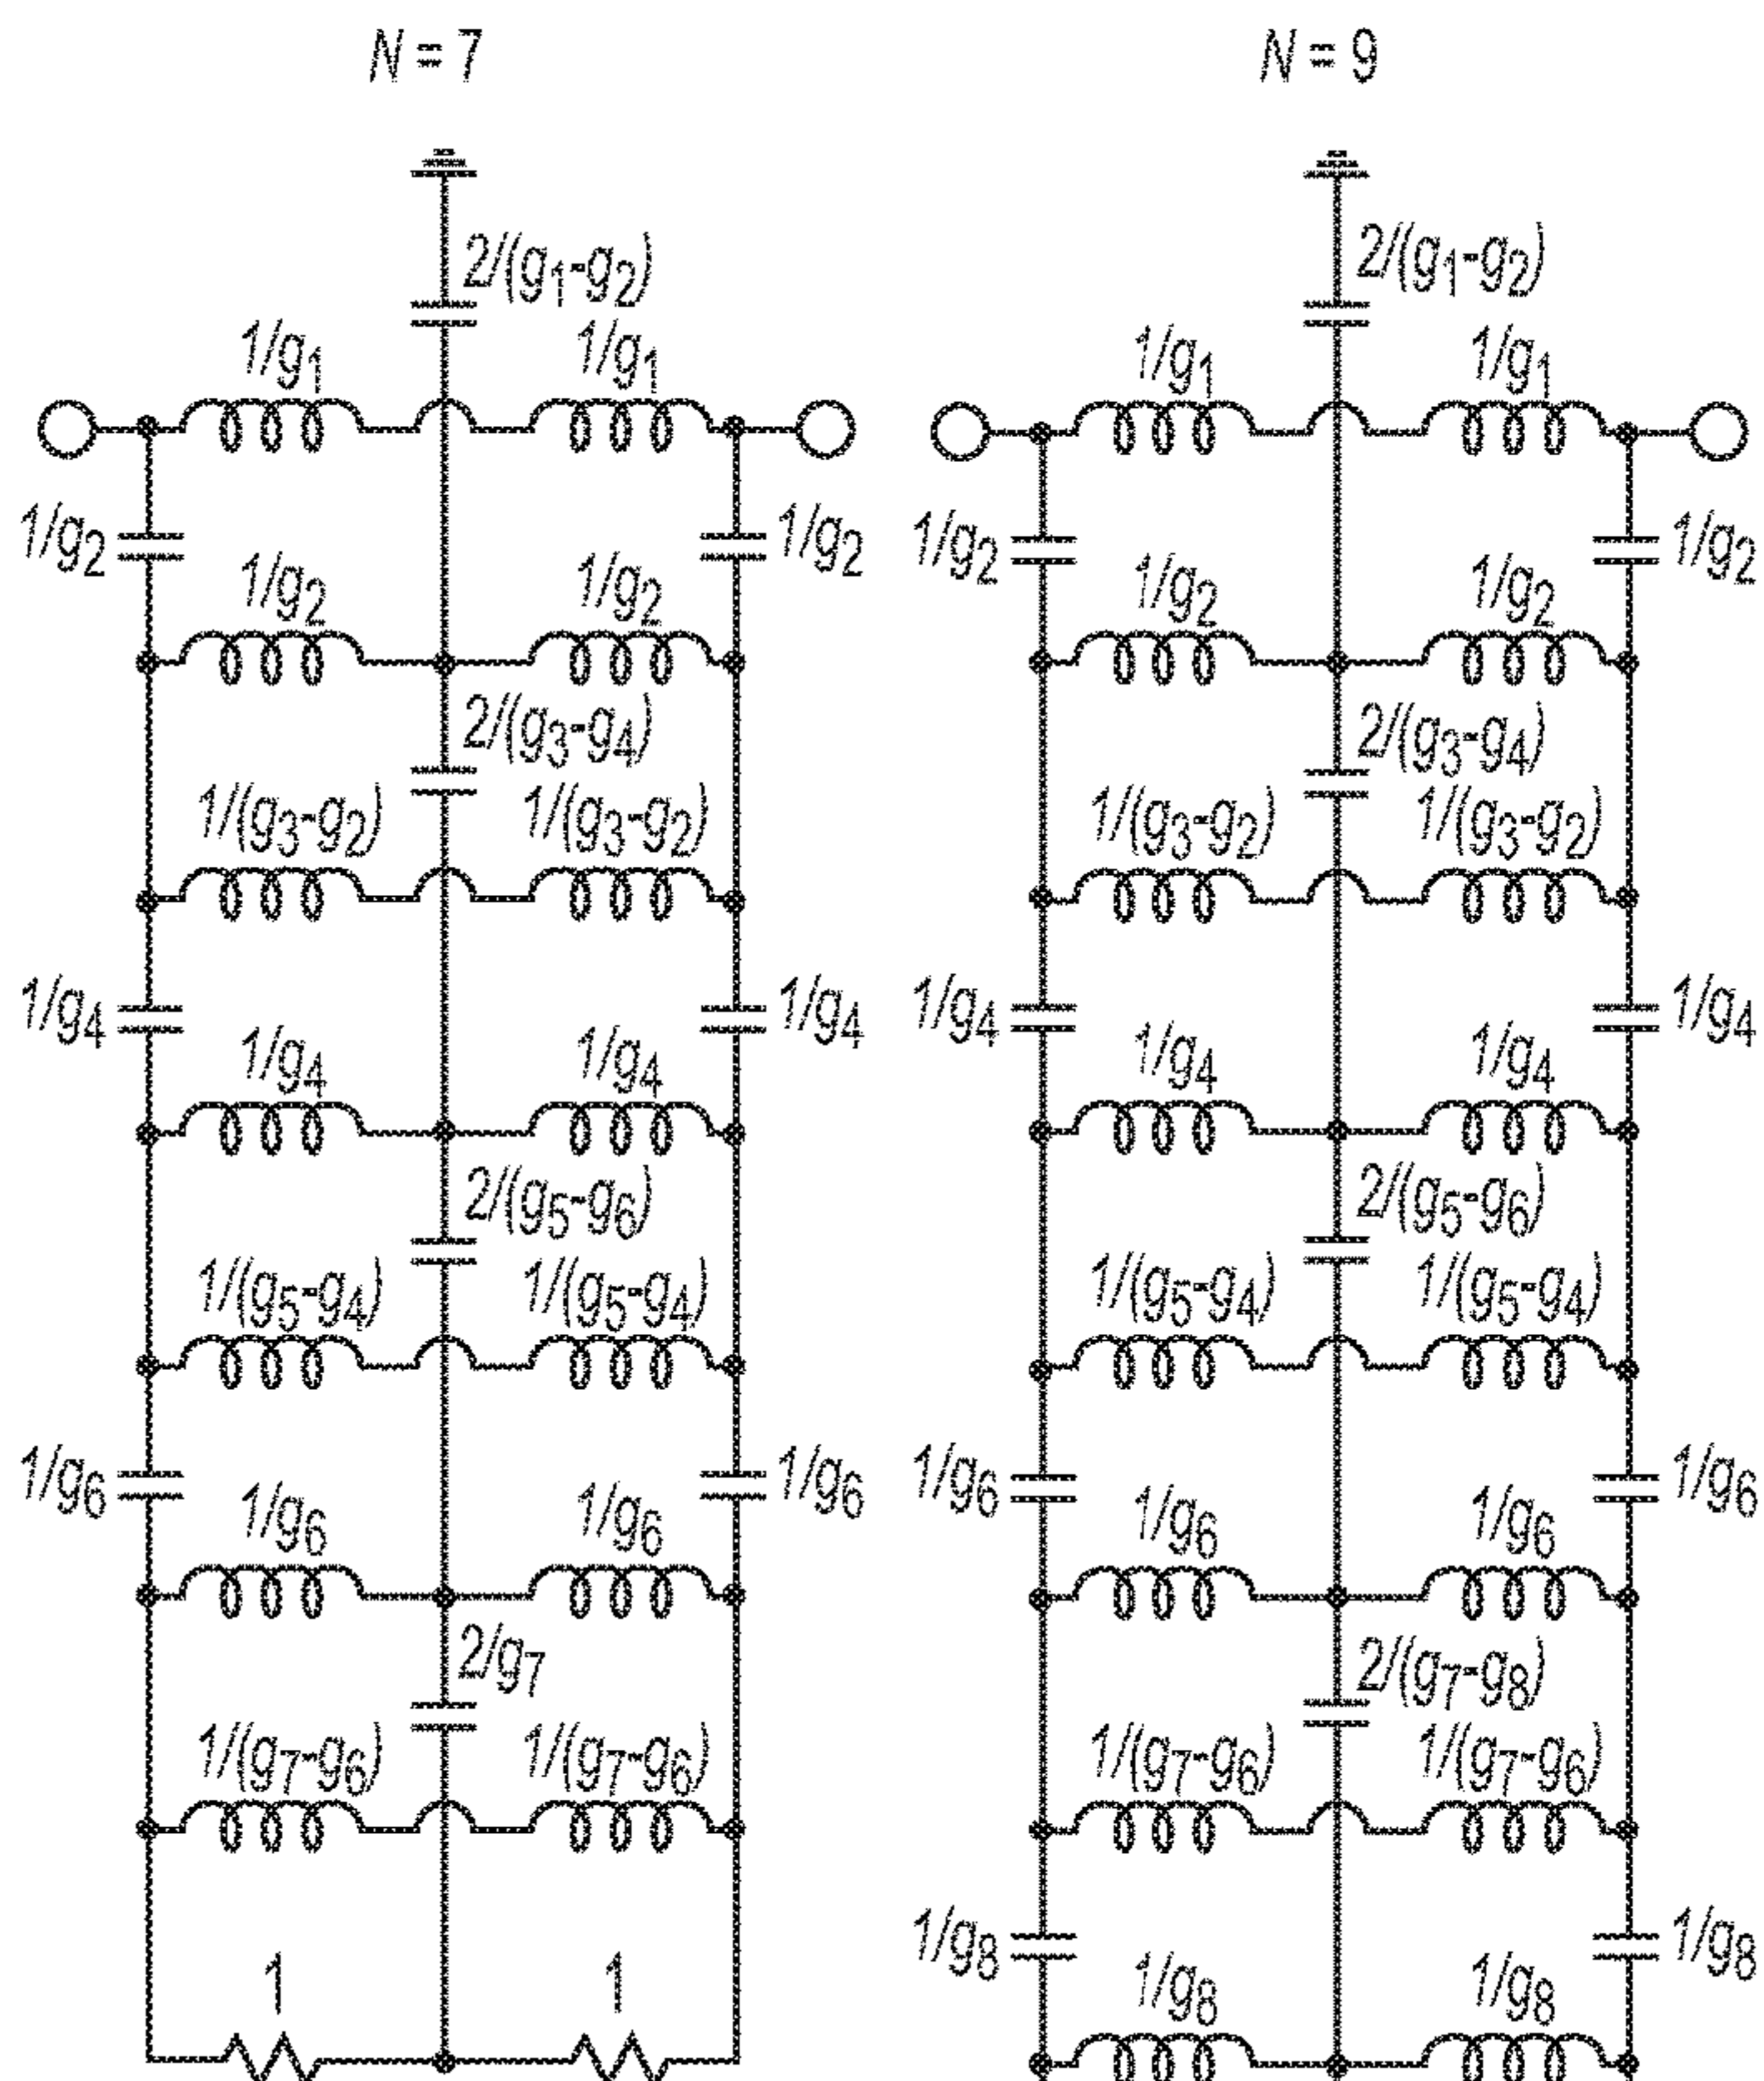 N = 7
2/(g1-g2)
1/g1 1/g1
1/g2 1/g2
1/g2 1/g2
2/(g3-g4)
1/(g3-g2) 1/(g3-g2)
1/g4 1/g4
1/g4 1/g4
2/(g5-g6)
1/(g5-g4) 1/(g5-g4)
1/g6 1/g6
1/g6 1/g6
2/g7
1/(g7-g6) 1/(g7-g6)
1 1
N = 9
2/(g1-g2)
1/g1 1/g1
1/g2 1/g2
1/g2 1/g2
2/(g3-g4)
1/(g3-g2) 1/(g3-g2)
1/g4 1/g4
1/g4 1/g4
2/(g5-g6)
1/(g5-g4) 1/(g5-g4)
1/g6 1/g6
1/g6 1/g6
2/(g7-g8)
1/(g7-g6) 1/(g7-g6)
1/g8 1/g8
1/g8 1/g8